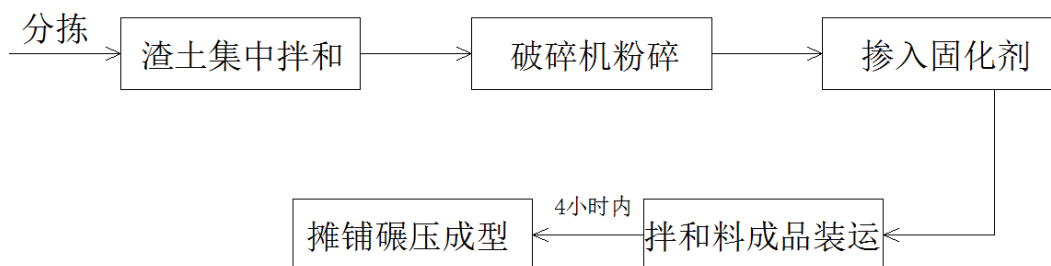 分拣
渣土集中拌和
破碎机粉碎
掺入固化剂
拌和料成品装运
4小时内
摊铺碾压成型